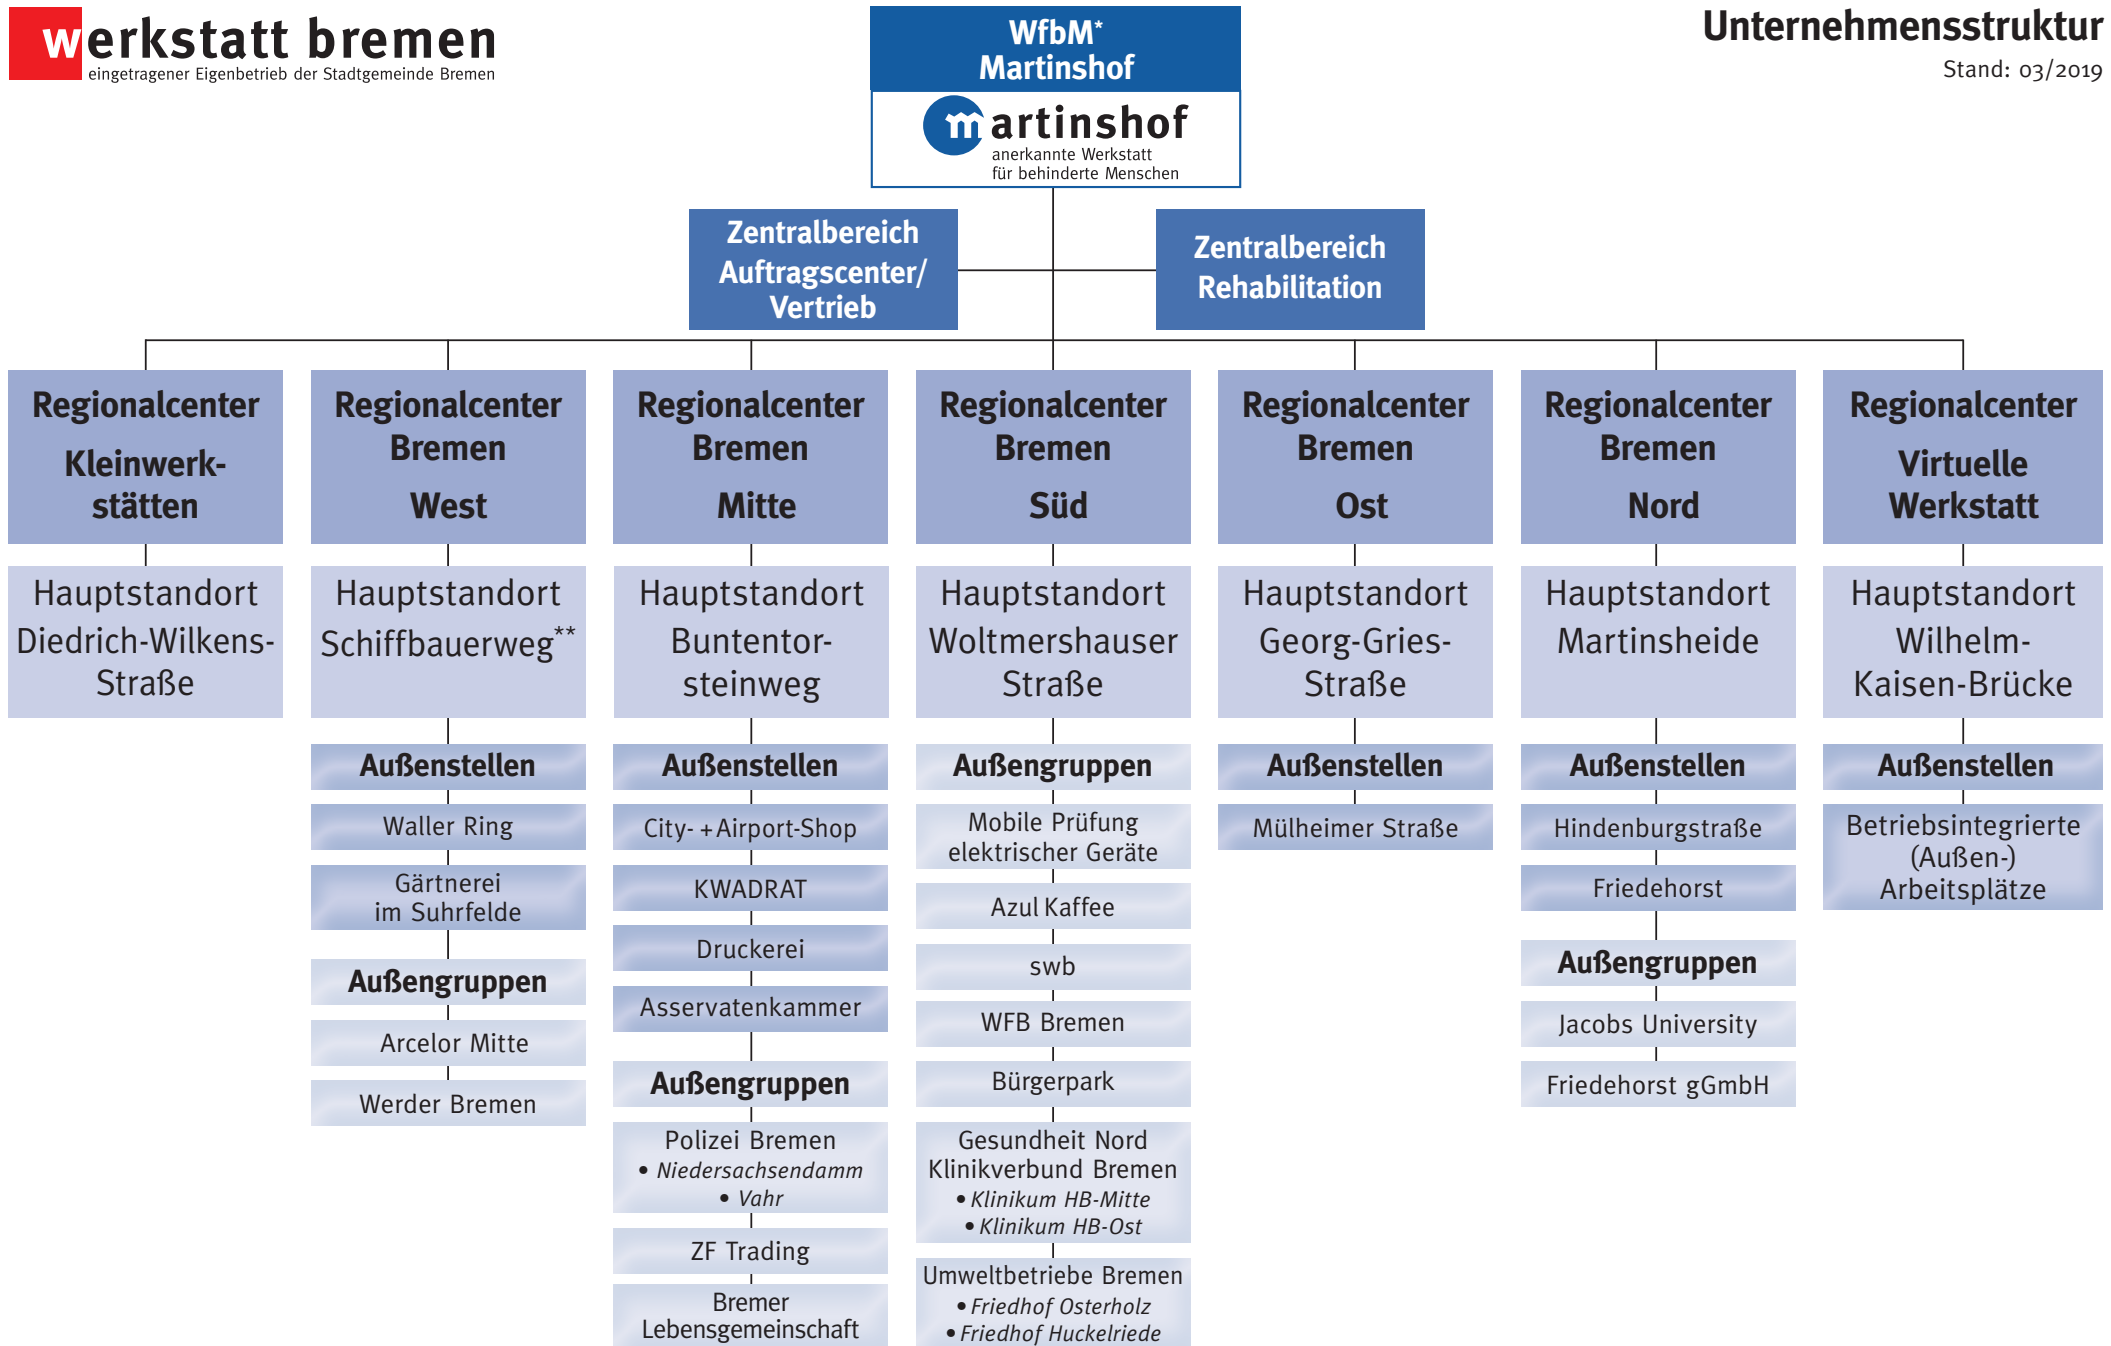 werkstatt bremen
eingetragener Eigenbetrieb der Stadtgemeinde Bremen
WfbM*
Martinshof
martinshof
anerkannte Werkstatt
für behinderte Menschen
Unternehmensstruktur
Stand: 03/2019
Zentralbereich
Auftragscenter/
Vertrieb
Zentralbereich
Rehabilitation
Regionalcenter
Kleinwerk-
stätten
Hauptstandort
Diedrich-Wilkens-
Straße
Regionalcenter
Bremen
West
Hauptstandort
Schiffbauerweg**
Außenstellen
Waller Ring
Gärtnerei
im Suhrfelde
Außengruppen
Arcelor Mitte
Werder Bremen
Regionalcenter
Bremen
Mitte
Hauptstandort
Buntentor-
steinweg
Außenstellen
City- + Airport-Shop
KWADRAT
Druckerei
Asservatenkammer
Außengruppen
Polizei Bremen
• Niedersachsendamm
• Vahr
ZF Trading
Bremer
Lebensgemeinschaft
Regionalcenter
Bremen
Süd
Hauptstandort
Woltmershauser
Straße
Außengruppen
Mobile Prüfung
elektrischer Geräte
Azul Kaffee
swb
WFB Bremen
Bürgerpark
Gesundheit Nord
Klinikverbund Bremen
• Klinikum HB-Mitte
• Klinikum HB-Ost
Umweltbetriebe Bremen
• Friedhof Osterholz
• Friedhof Huckelriede
Regionalcenter
Bremen
Ost
Hauptstandort
Georg-Gries-
Straße
Außenstellen
Mülheimer Straße
Regionalcenter
Bremen
Nord
Hauptstandort
Martinsheide
Außenstellen
Hindenburgstraße
Friedehorst
Außengruppen
Jacobs University
Friedehorst gGmbH
Regionalcenter
Virtuelle
Werkstatt
Hauptstandort
Wilhelm-
Kaisen-Brücke
Außenstellen
Betriebsintegrierte
(Außen-)
Arbeitsplätze